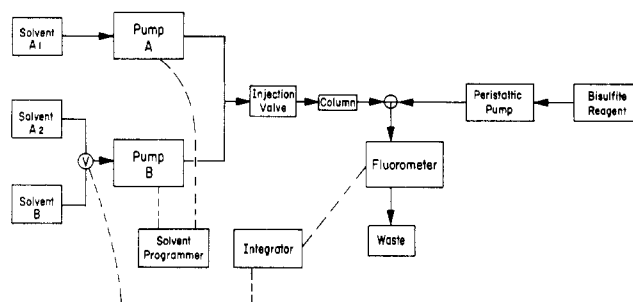 Solvent
A1
Pump
A
Injection
Valve
Column
Peristaltic
Pump
Bisulfite
Reagent
Solvent
A2
V
Pump
B
Fluorometer
Solvent
B
Solvent
Programmer
Integrator
Waste